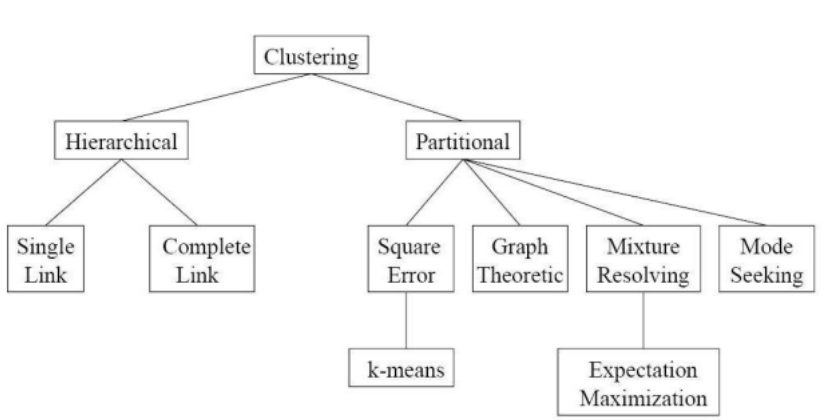 Clustering
Hierarchical
Partitional
Single
Link
Complete
Link
Square
Error
Graph
Theoretic
Mixture
Resolving
Mode
Seeking
k-means
Expectation
Maximization